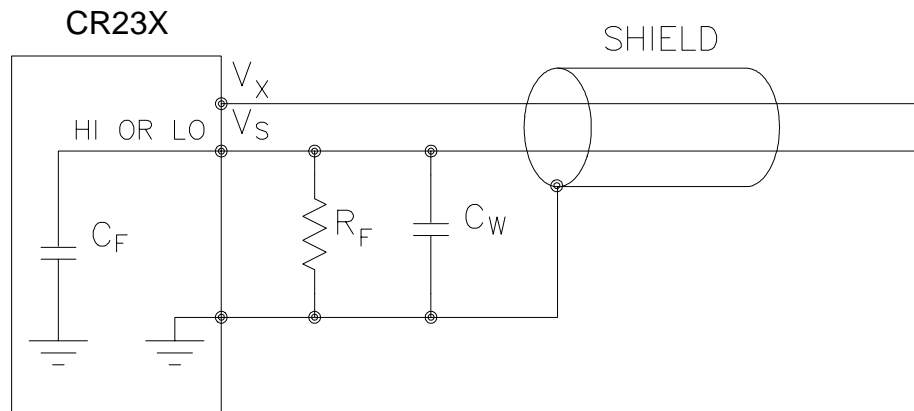 CR23X
SHIELD
VX
HI OR LO
VS
CF
RF
CW